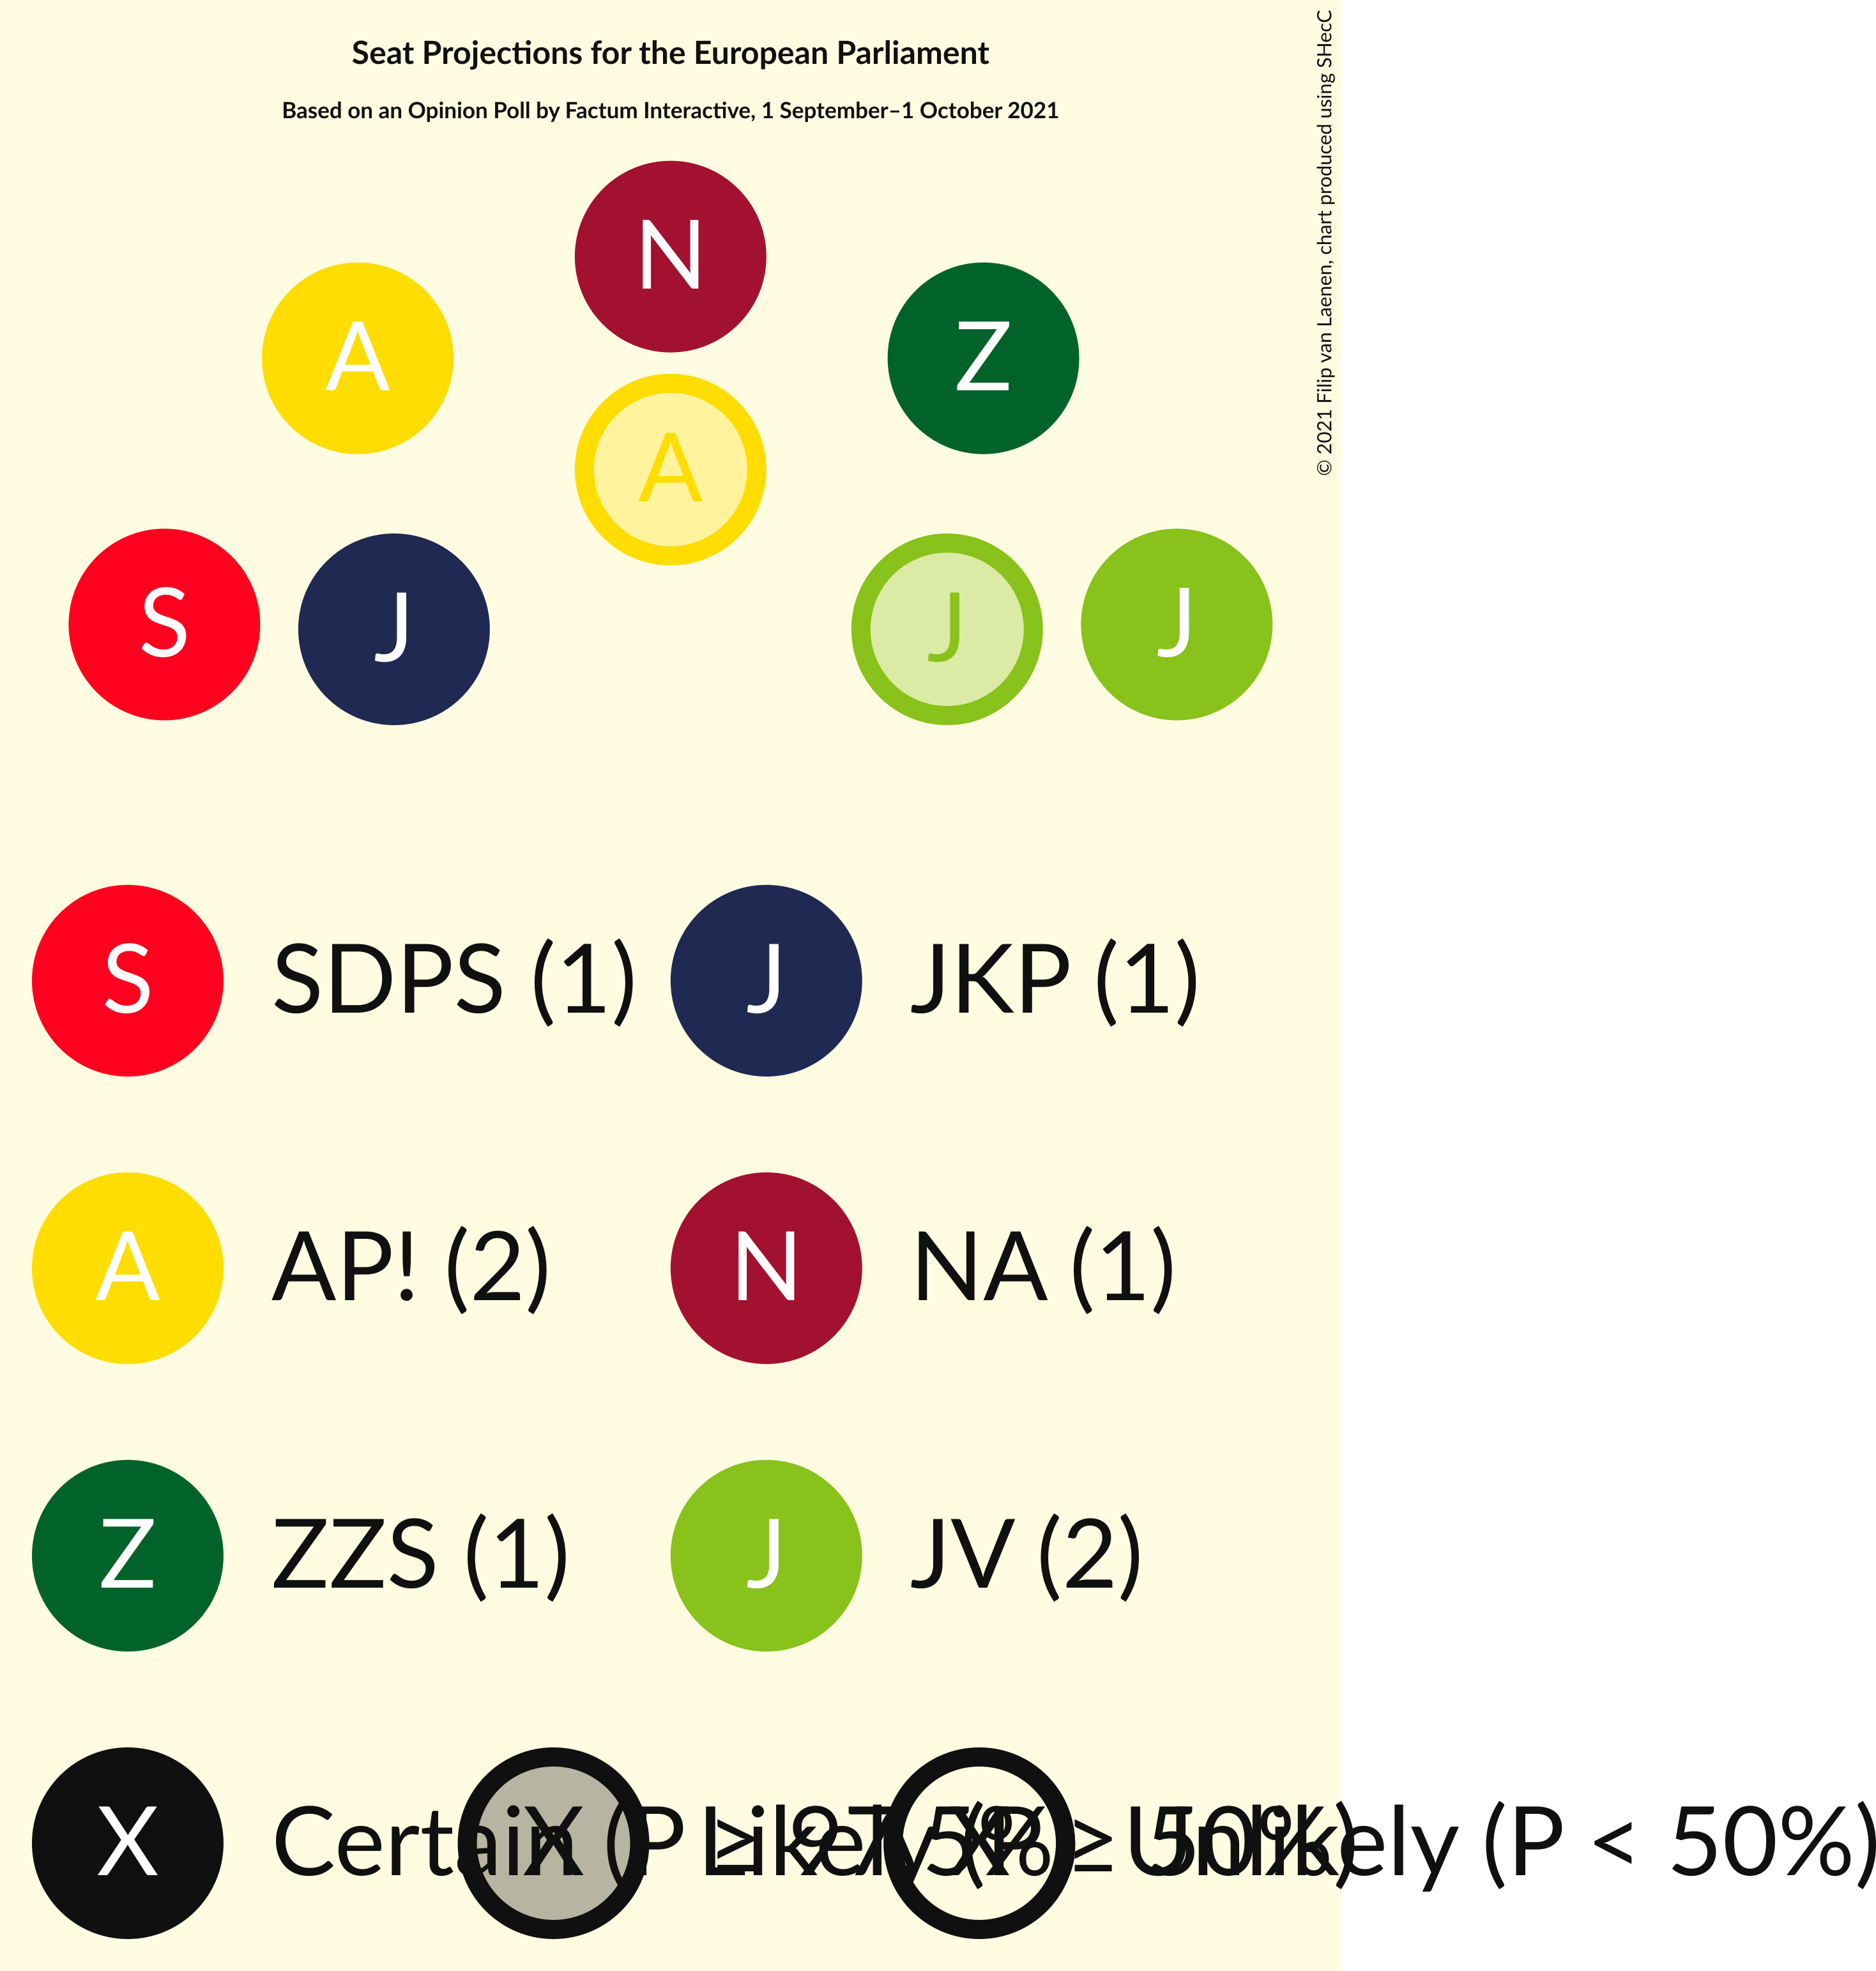 Seat Projections for the European Parliament
Based on an Opinion Poll by Factum Interactive, 1 September–1 October 2021
© 2021 Filip van Laenen, chart produced using SHecC
N
A
Z
A
S
J
J
J
S SDPS (1) J JKP (1)
A AP! (2) N NA (1)
Z ZZS (1) J JV (2)
X Certain (P X Likely (P ≥ 50%) X Unlikely (P < 50%)